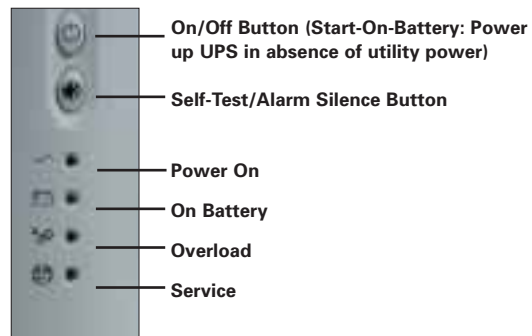 On/Off Button (Start-On-Battery: Power
up UPS in absence of utility power)
Self-Test/Alarm Silence Button
Power On
On Battery
Overload
Service